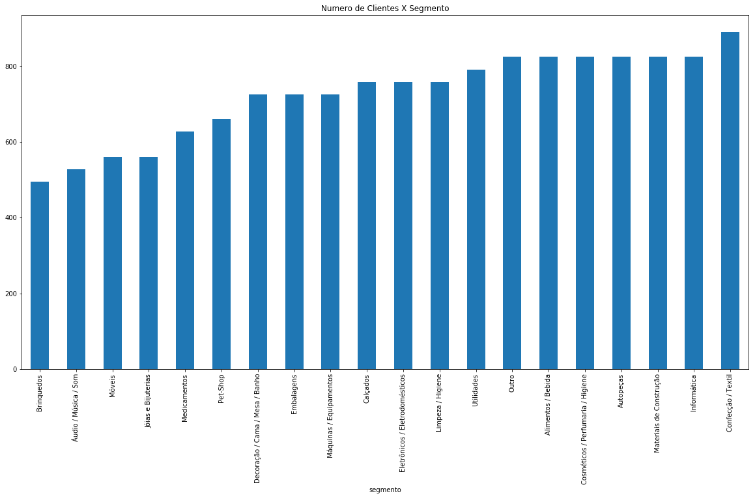 Numero de Clientes X Segmento
800
600
400
200
0
Brinquedos
Áudio / Música / Som
Móveis
Jóias e Bijuterias
Medicamentos
Pet-Shop
Decoração / Cama / Mesa / Banho
Embalagens
Máquinas / Equipamentos
Calçados
Eletrônicos / Eletrodomésticos
Limpeza / Higiene
Utilidades
Outro
Alimentos / Bebida
Cosméticos / Perfumaria / Higiene
Autopeças
Materiais de Construção
Informática
Confecção / Textil
segmento